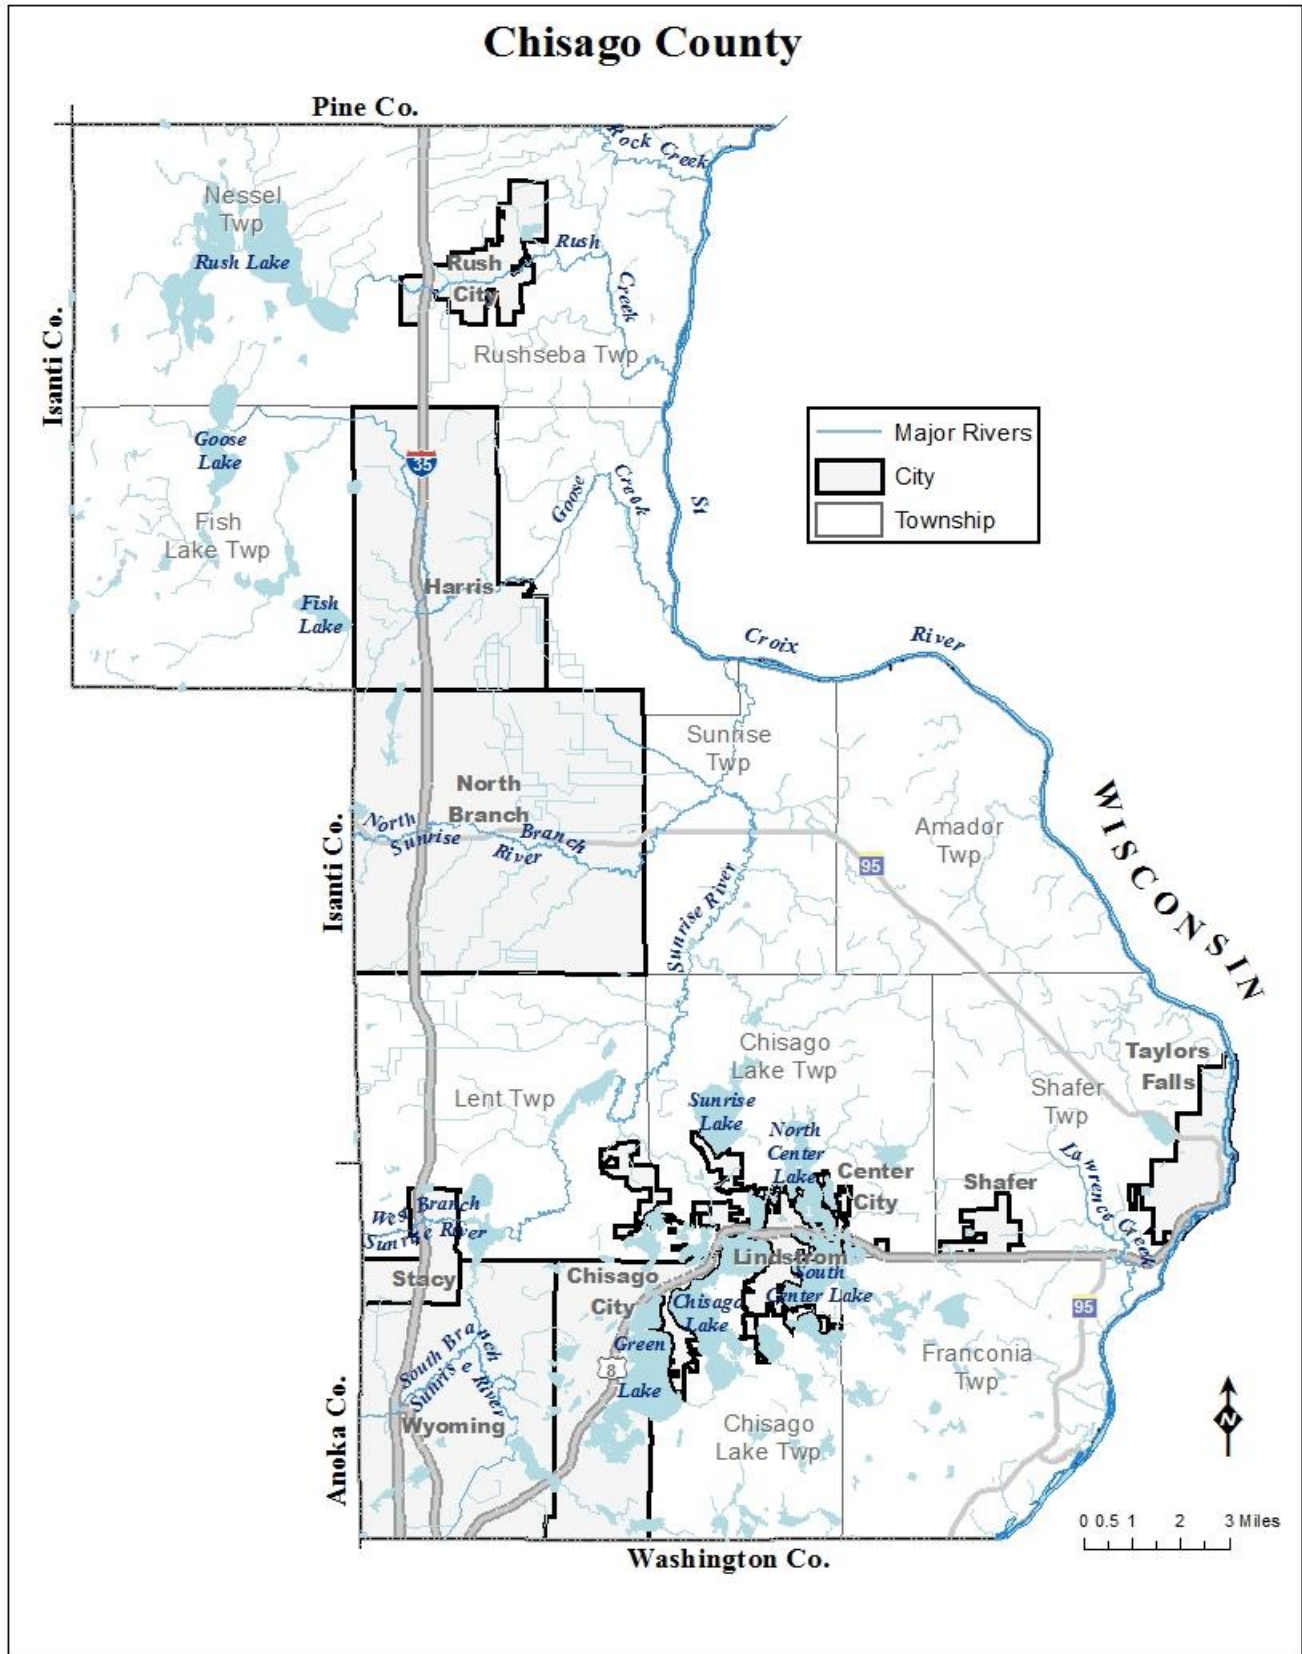 Chisago County
Pine Co.
Rock Creek
Nessel
Twp
Rush Lake
Rush
Creek
Rush
City
Isanti Co.
Rushseba Twp
Goose
Lake
35
Goose
Creek
St
Major Rivers
City
Township
Fish
Lake Twp
Harris
Fish
Lake
Croix
River
Sunrise
Twp
North
Branch
WISCONSIN
Isanti Co.
North
Branch
Sunrise
River
Amador
Twp
95
Sunrise River
Chisago
Lake Twp
Taylors
Falls
Lent Twp
Shafer
Twp
Sunrise
Lake
North
Center
Lake
Center
City
Shafer
Lawrence
Creek
West Branch
Sunrise River
Lindstrom
Stacy
Chisago
City
South
Center Lake
Chisago
Lake
95
South Branch
Sunrise River
Green
Lake
8
Franconia
Twp
Anoka Co.
Wyoming
Chisago
Lake Twp
N
0 0.5 1 2 3 Miles
Washington Co.